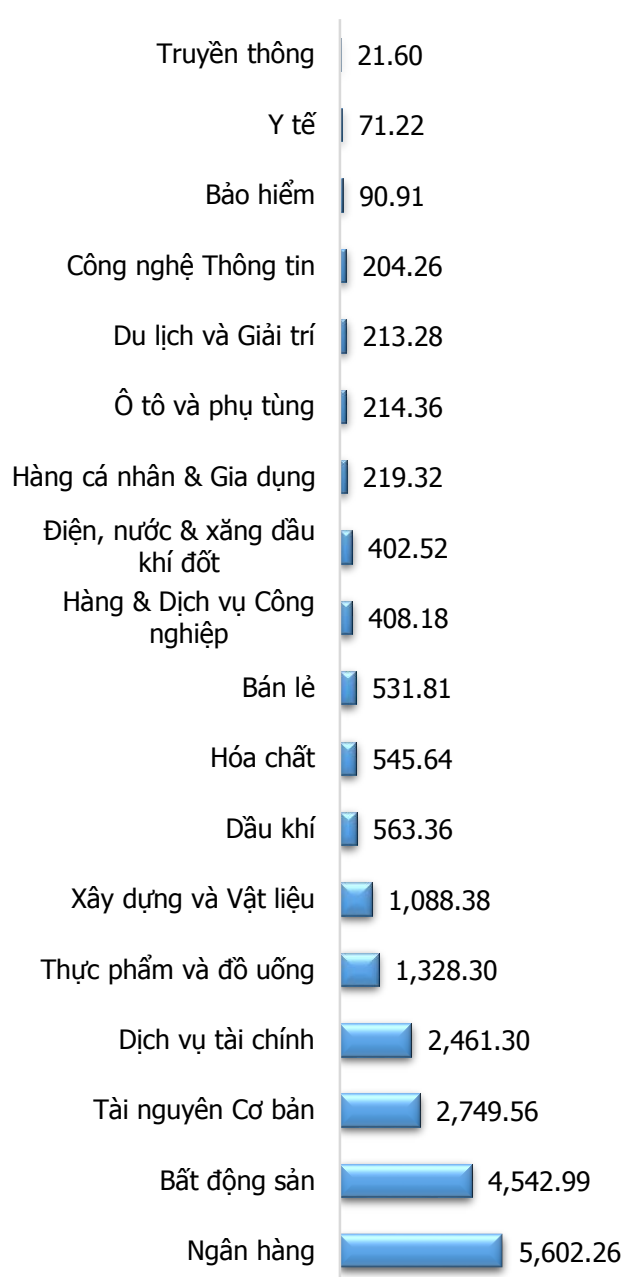 Truyền thông 21.60
Y tế 71.22
Bảo hiểm 90.91
Công nghệ Thông tin 204.26
Du lịch và Giải trí 213.28
Ô tô và phụ tùng 214.36
Hàng cá nhân & Gia dụng 219.32
Điện, nước & xăng dầu
khí đốt 402.52
Hàng & Dịch vụ Công
nghiệp 408.18
Bán lẻ 531.81
Hóa chất 545.64
Dầu khí 563.36
Xây dựng và Vật liệu 1,088.38
Thực phẩm và đồ uống 1,328.30
Dịch vụ tài chính 2,461.30
Tài nguyên Cơ bản 2,749.56
Bất động sản 4,542.99
Ngân hàng 5,602.26